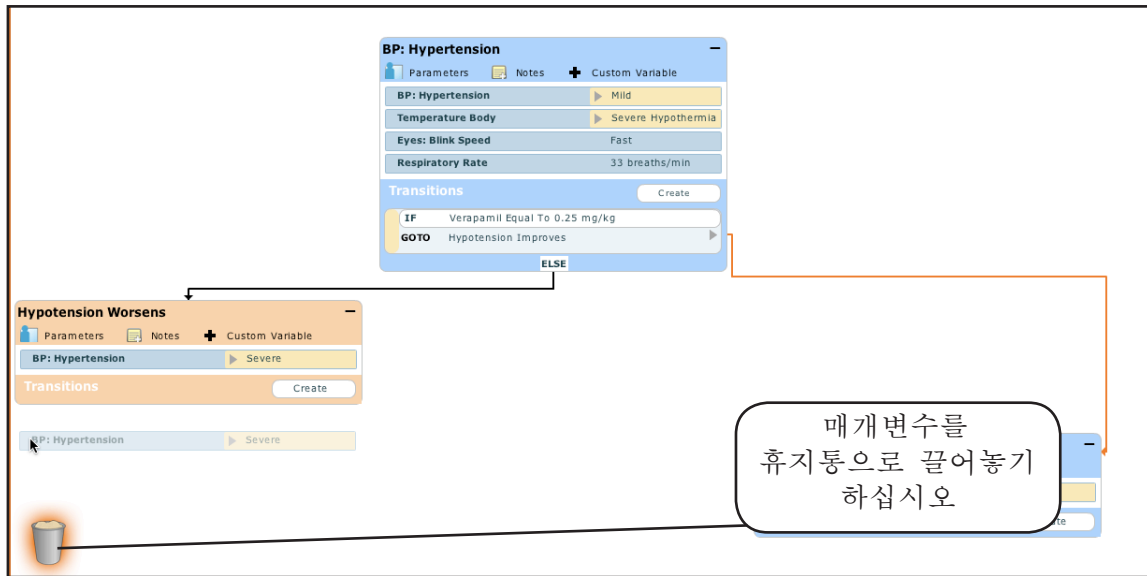 BP: Hypertension
Parameters Notes Custom Variable
BP: Hypertension Mild
Temperature Body Severe Hypothermia
Eyes: Blink Speed Fast
Respiratory Rate 33 breaths/min
Transitions Create
IF Verapamil Equal To 0.25 mg/kg
GOTO Hypotension Improves
ELSE
Hypotension Worsens
Parameters Notes Custom Variable
BP: Hypertension Severe
Transitions Create
BP: Hypertension Severe
매개변수를
휴지통으로 끌어놓기
하십시오